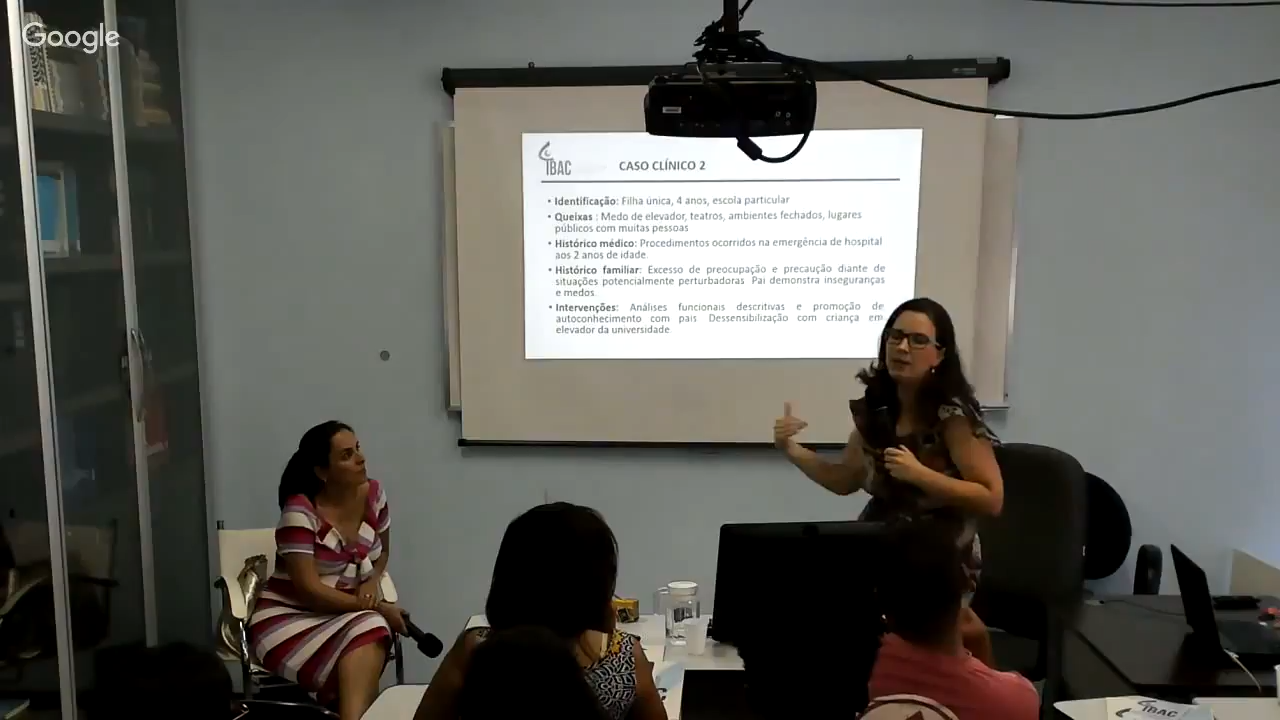 Google
IBAC
CASO CLÍNICO 2
• Identificação: Filha única, 4 anos, escola particular
• Queixas : Medo de elevador, teatros, ambientes fechados, lugares
públicos com muitas pessoas
• Histórico médico: Procedimentos ocorridos na emergência de hospital
aos 2 anos de idade.
• Histórico familiar: Excesso de preocupação e precaução diante de
situações potencialmente perturbadoras. Pai demonstra inseguranças
e medos.
• Intervenções: Análises funcionais descritivas e promoção de
autoconhecimento com pais. Dessensibilização com criança em
elevador da universidade
IBAC